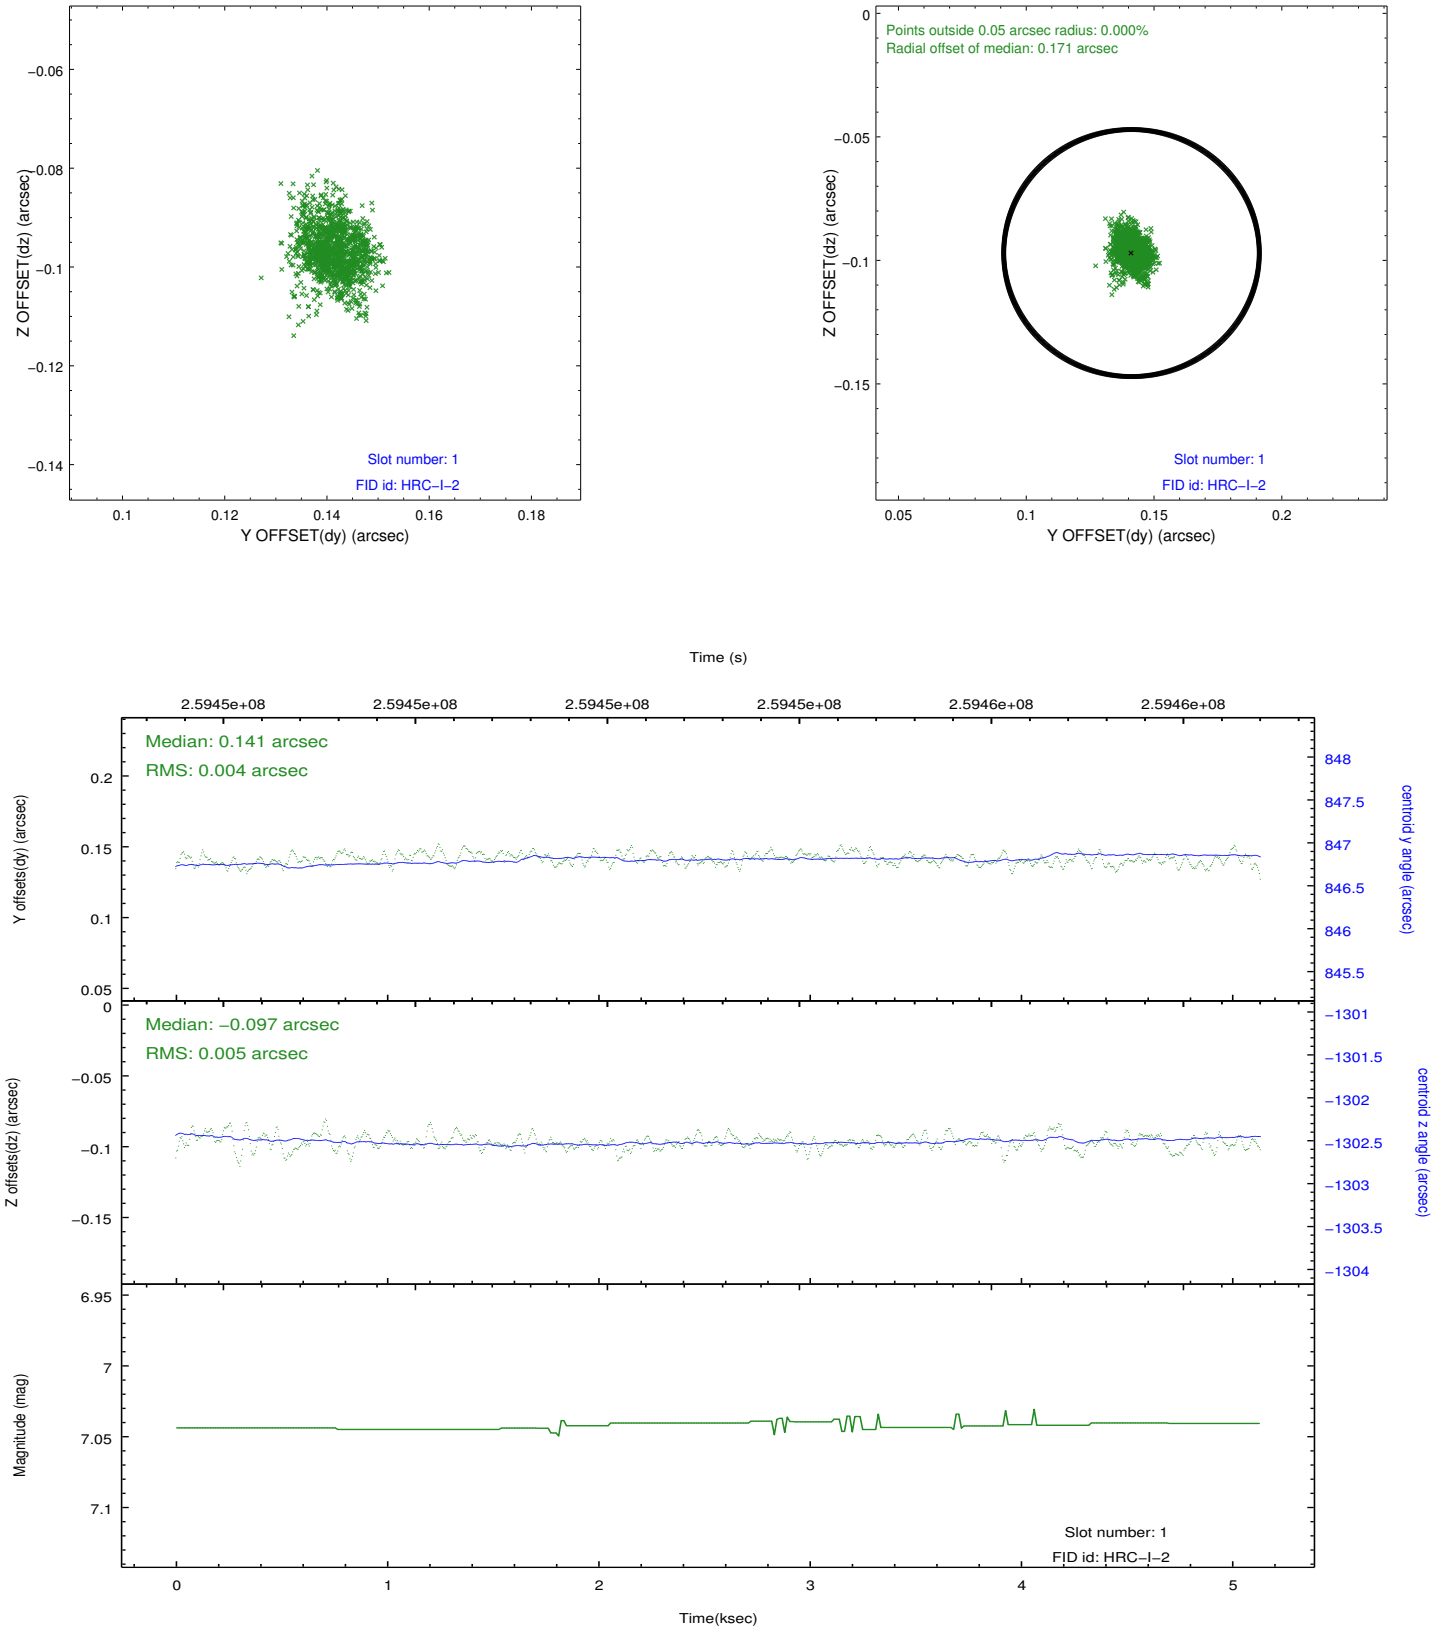 −0.06
−0.08
−0.1
−0.12
−0.14
Z OFFSET(dz) (arcsec)
Slot number: 1
FID id: HRC−I−2
0.1 0.12 0.14 0.16 0.18
Y OFFSET(dy) (arcsec)
Points outside 0.05 arcsec radius: 0.000%
Radial offset of median: 0.171 arcsec
0
−0.05
−0.1
−0.15
Z OFFSET(dz) (arcsec)
Slot number: 1
FID id: HRC−I−2
0.05 0.1 0.15 0.2
Y OFFSET(dy) (arcsec)
Time (s)
2.5945e+08 2.5945e+08 2.5945e+08 2.5945e+08 2.5946e+08 2.5946e+08
Median: 0.141 arcsec
RMS: 0.004 arcsec
0.2
0.15
0.1
0.05
Y offsets(dy) (arcsec)
848
847.5
847
846.5
846
845.5
centroid y angle (arcsec)
Median: −0.097 arcsec
RMS: 0.005 arcsec
0
−0.05
−0.1
−0.15
Z offsets(dz) (arcsec)
−1301
−1301.5
−1302
−1302.5
−1303
−1303.5
−1304
centroid z angle (arcsec)
6.95
7
7.05
7.1
Magnitude (mag)
Slot number: 1
FID id: HRC−I−2
0 1 2 3 4 5
Time(ksec)